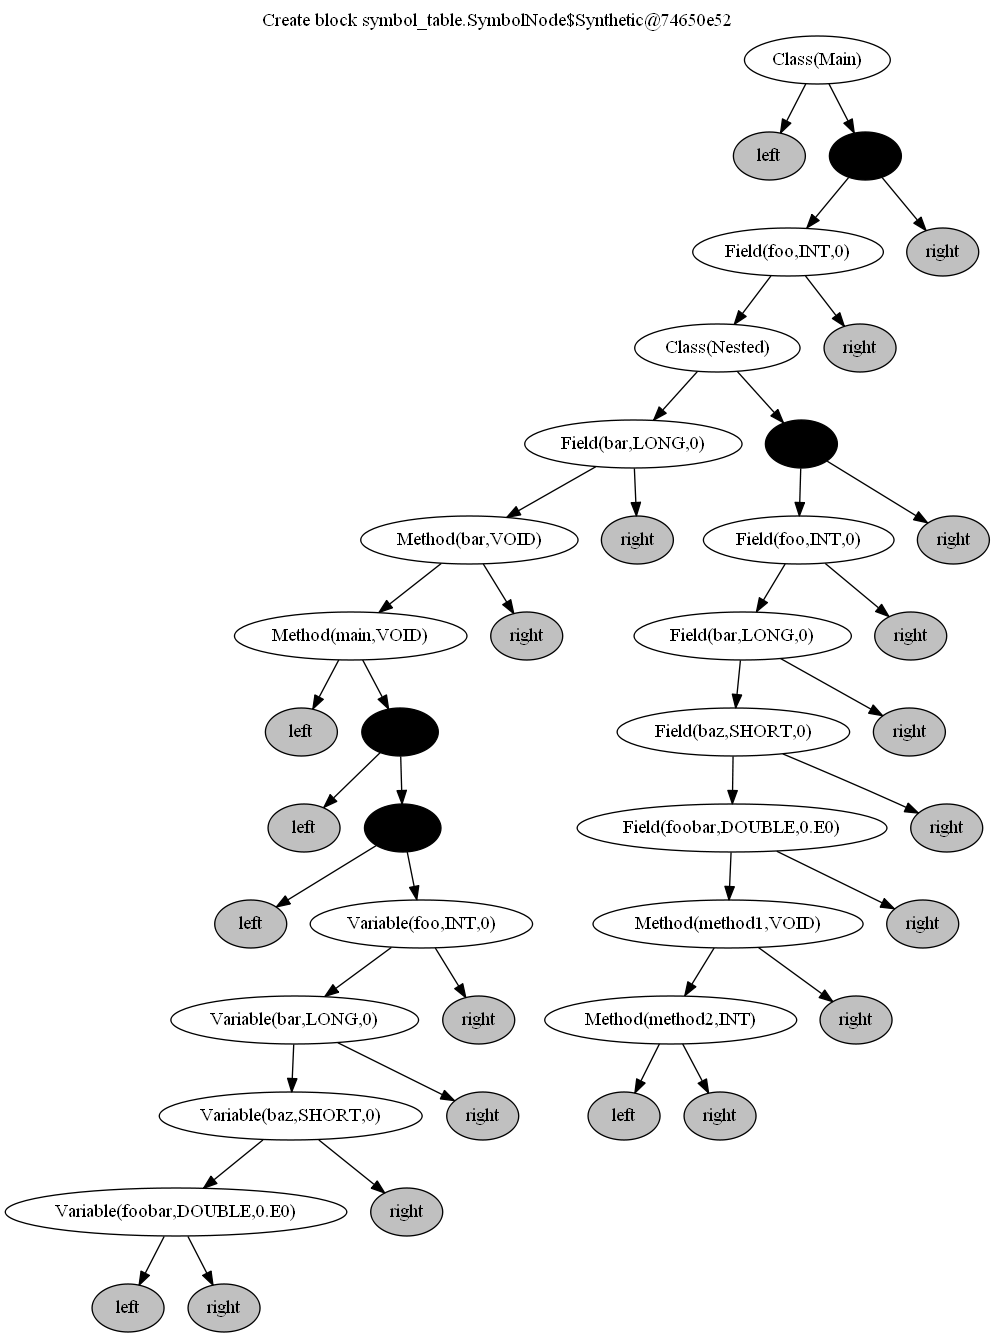 Create block symbol_table.SymbolNode$Synthetic@74650e52
Class(Main)
left
Field(foo,INT,0)
right
Class(Nested)
right
Field(bar,LONG,0)
Method(bar,VOID)
right
Field(foo,INT,0)
right
Method(main,VOID)
right
Field(bar,LONG,0)
right
left
Field(baz,SHORT,0)
right
left
Field(foobar,DOUBLE,0.E0)
right
left
Variable(foo,INT,0)
Method(method1,VOID)
right
Variable(bar,LONG,0)
right
Method(method2,INT)
right
Variable(baz,SHORT,0)
right
left
right
Variable(foobar,DOUBLE,0.E0)
right
left
right